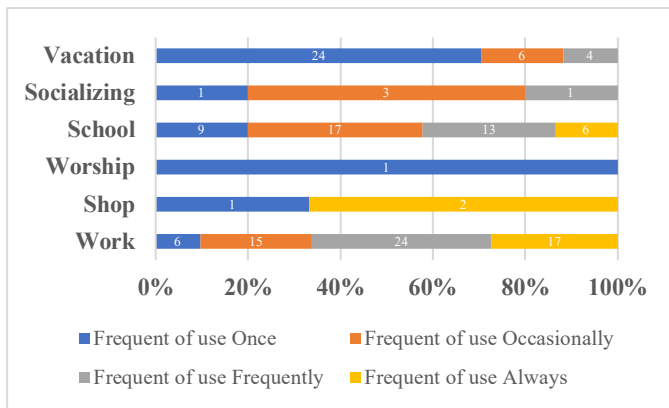 Vacation 24 6 4
Socializing 1 3 1
School 9 17 13 6
Worship 1
Shop 1 2
Work 6 15 24 17
0% 20% 40% 60% 80% 100%
Frequent of use Once Frequent of use Occasionally
Frequent of use Frequently Frequent of use Always